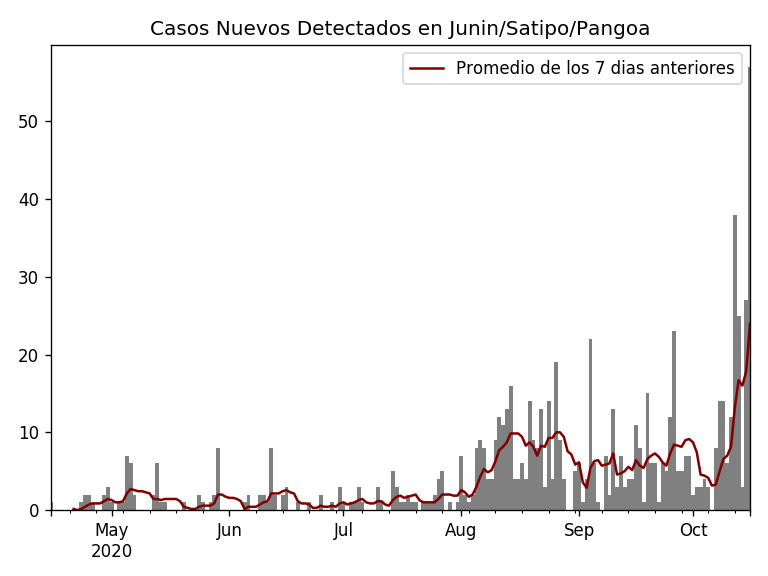 Casos Nuevos Detectados en Junin/Satipo/Pangoa
Promedio de los 7 dias anteriores
50
40
30
20
10
0
May Jun Jul Aug Sep Oct
2020